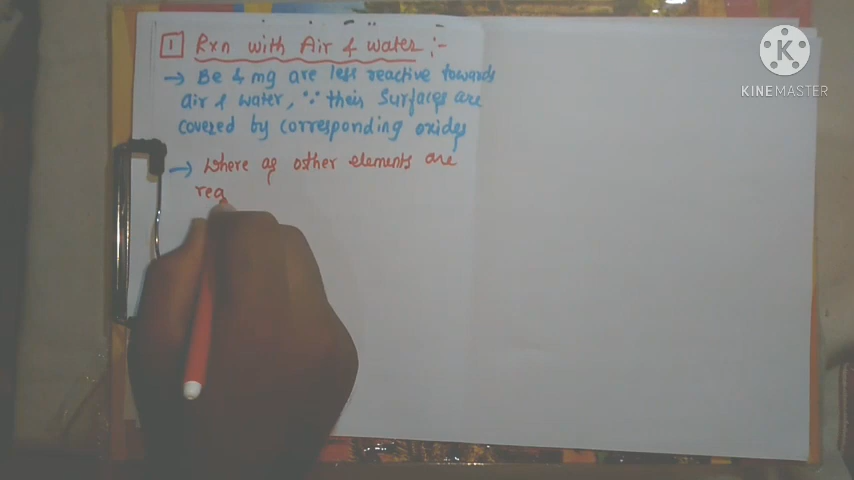 1 Rxn with Air & water :-
→ Be & mg are less reactive towards
air & water, ∵ their surfaces are
covered by corresponding oxides
→ Where as other elements are
rea
K
KINEMASTER